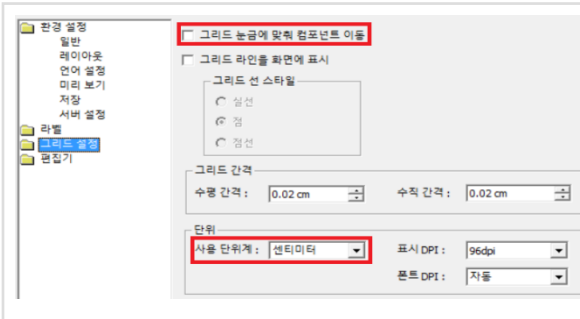 환경 설정
일반
레이아웃
언어 설정
미리 보기
저장
서버 설정
라벨
그리드 설정
편집기
그리드 눈금에 맞춰 컴포넌트 이동
그리드 라인을 화면에 표시
그리드 선 스타일
실선
점
점선
그리드 간격
수평 간격 : 0.02 cm 수직 간격 : 0.02 cm
단위
사용 단위계 : 센티미터 표시 DPI : 96dpi
폰트 DPI : 자동